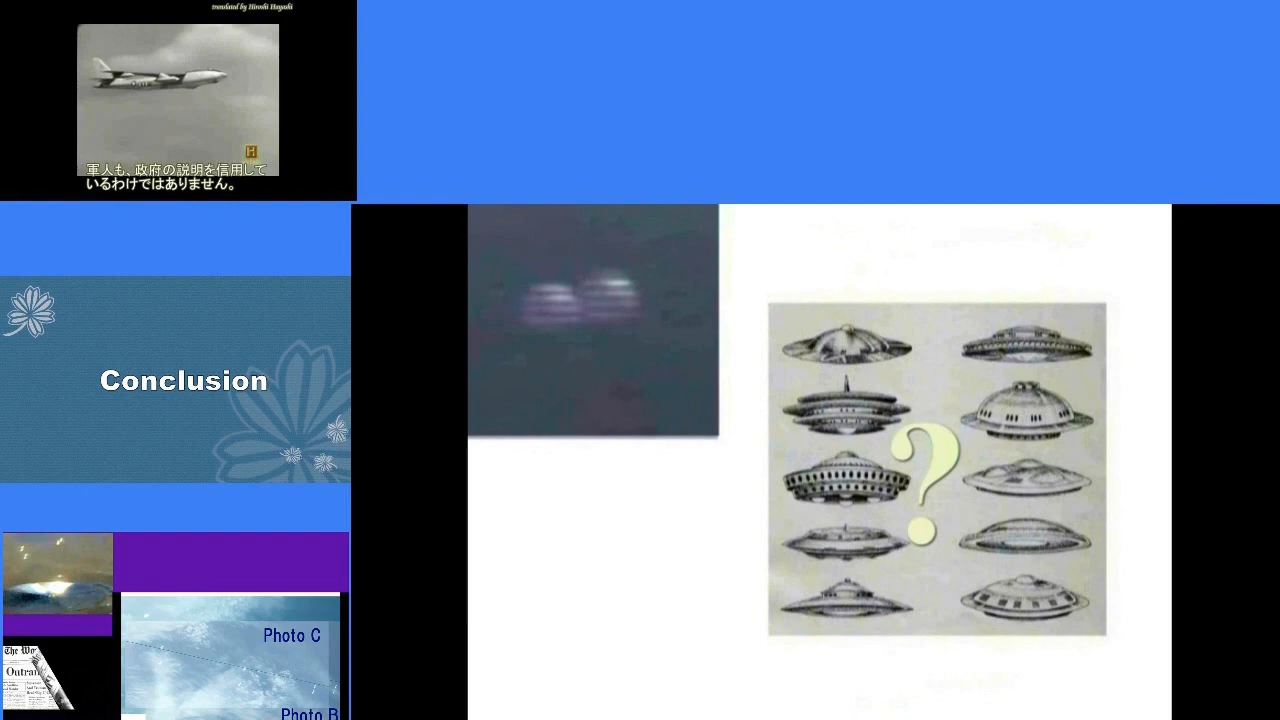 translated by Hiroshi Hayashi
H
軍人も、政府の説明を信用して
いるわけではありません。
Conclusion
?
Photo C
The Wo
Outra
Photo B